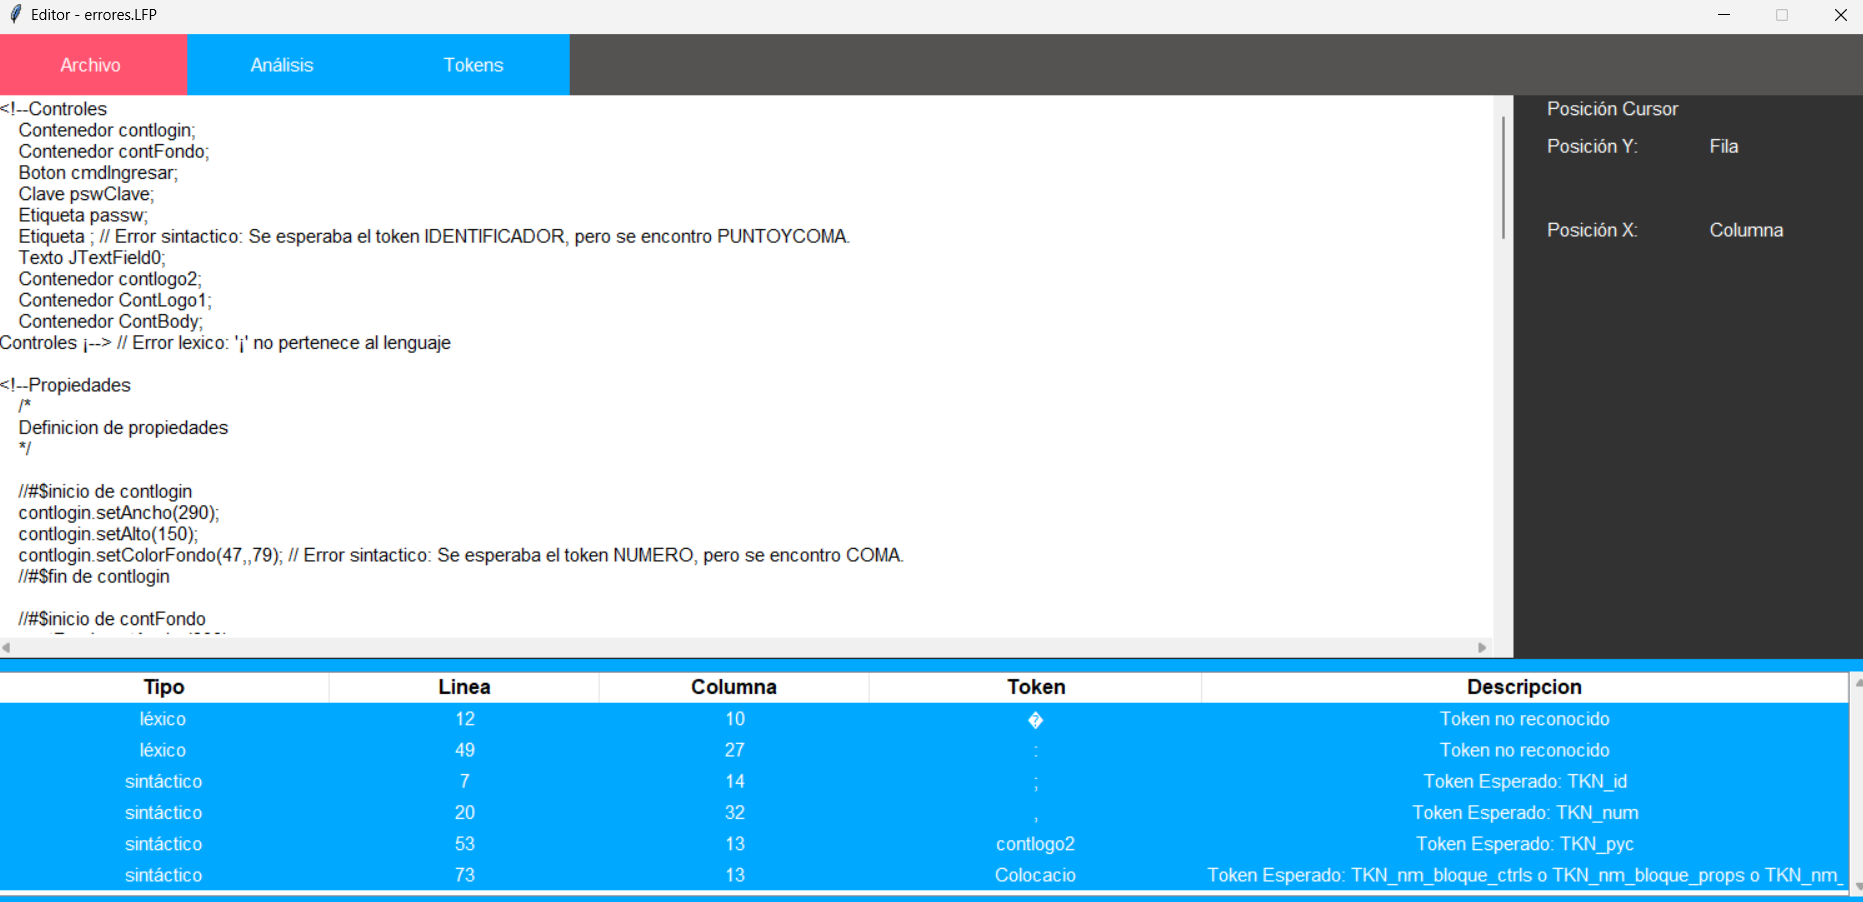 Editor - errores.LFP
Archivo Análisis Tokens
<!--Controles
Contenedor contlogin;
Contenedor contFondo;
Boton cmdIngresar;
Clave pswClave;
Etiqueta passw;
Etiqueta ; // Error sintactico: Se esperaba el token IDENTIFICADOR, pero se encontro PUNTOYCOMA.
Texto JTextField0;
Contenedor contlogo2;
Contenedor ContLogo1;
Contenedor ContBody;
Controles ¡--> // Error lexico: '¡' no pertenece al lenguaje
<!--Propiedades
/*
Definicion de propiedades
*/
//#$inicio de contlogin
contlogin.setAncho(290);
contlogin.setAlto(150);
contlogin.setColorFondo(47,,79); // Error sintactico: Se esperaba el token NUMERO, pero se encontro COMA.
//#$fin de contlogin
//#$inicio de contFondo
Posición Cursor
Posición Y: Fila
Posición X: Columna
Tipo Linea Columna Token Descripcion
léxico 12 10 � Token no reconocido
léxico 49 27 : Token no reconocido
sintáctico 7 14 ; Token Esperado: TKN_id
sintáctico 20 32 , Token Esperado: TKN_num
sintáctico 53 13 contlogo2 Token Esperado: TKN_pyc
sintáctico 73 13 Colocacio Token Esperado: TKN_nm_bloque_ctrls o TKN_nm_bloque_props o TKN_nm_